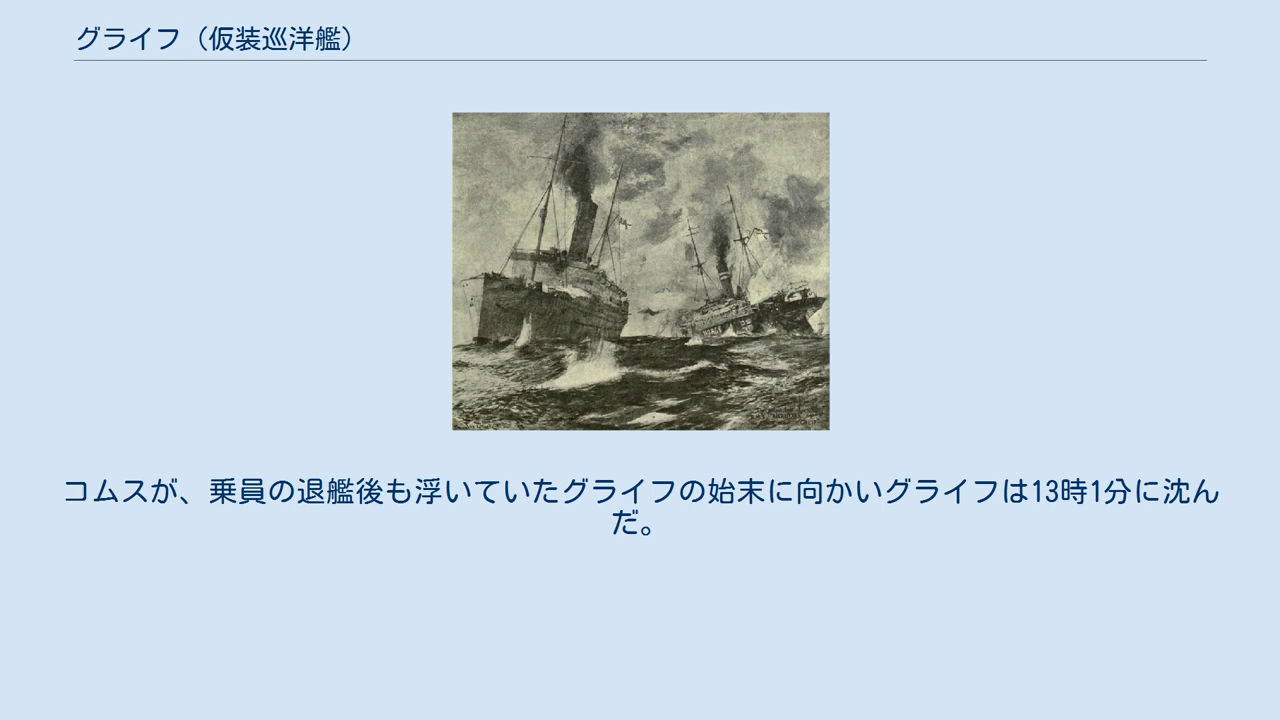 グライフ（仮装巡洋艦）
コムスが、乗員の退艦後も浮いていたグライフの始末に向かいグライフは13時1分に沈ん
だ。